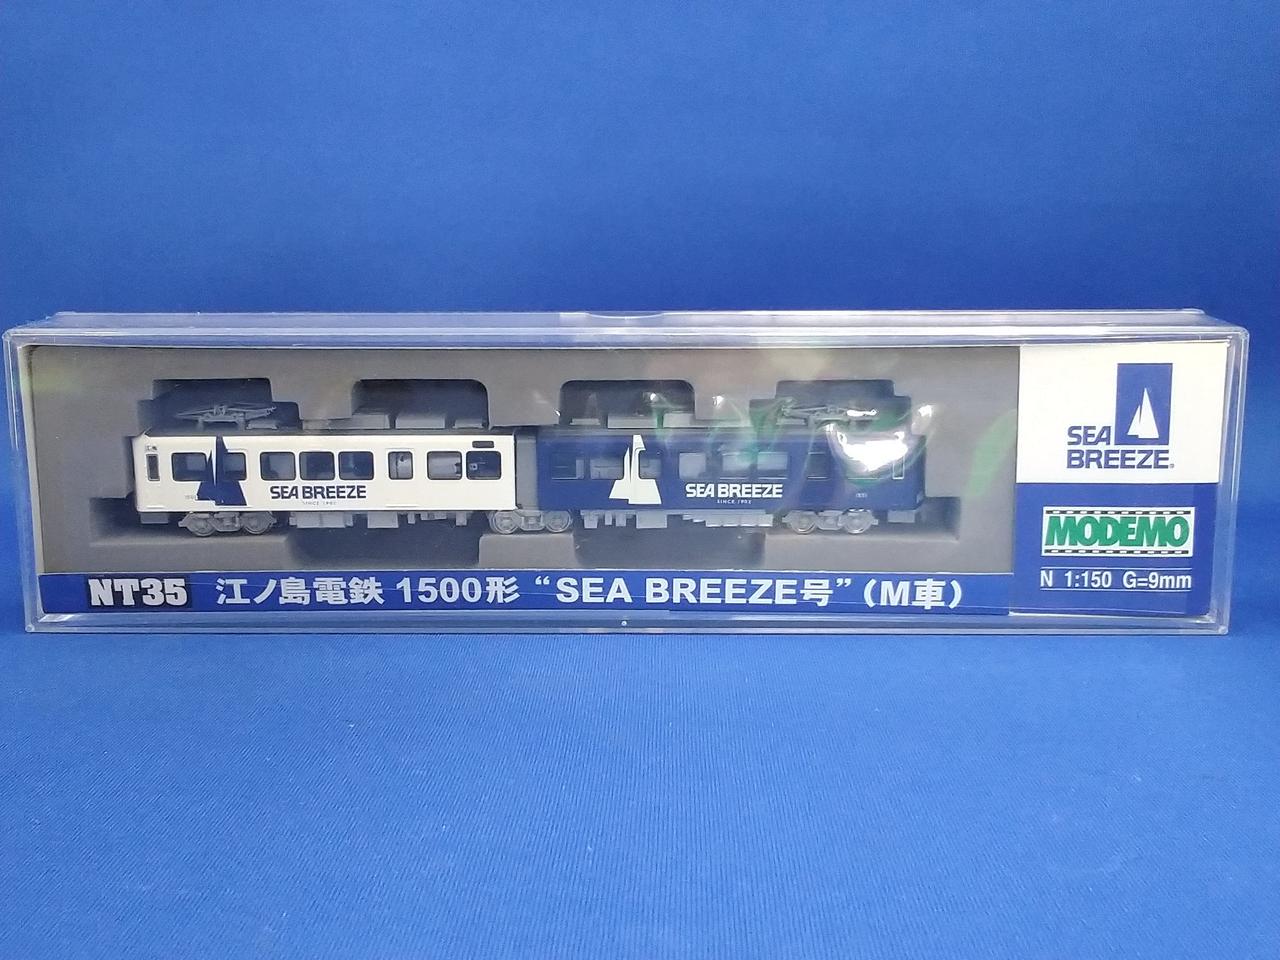 SEA BREEZE
SINCE 1902
SEA BREEZE
SINCE 1902
SEA
BREEZE
MODEMO
N 1:150 G=9mm
NT35 江ノ島電鉄 1500形 “SEA BREEZE号”(M車)